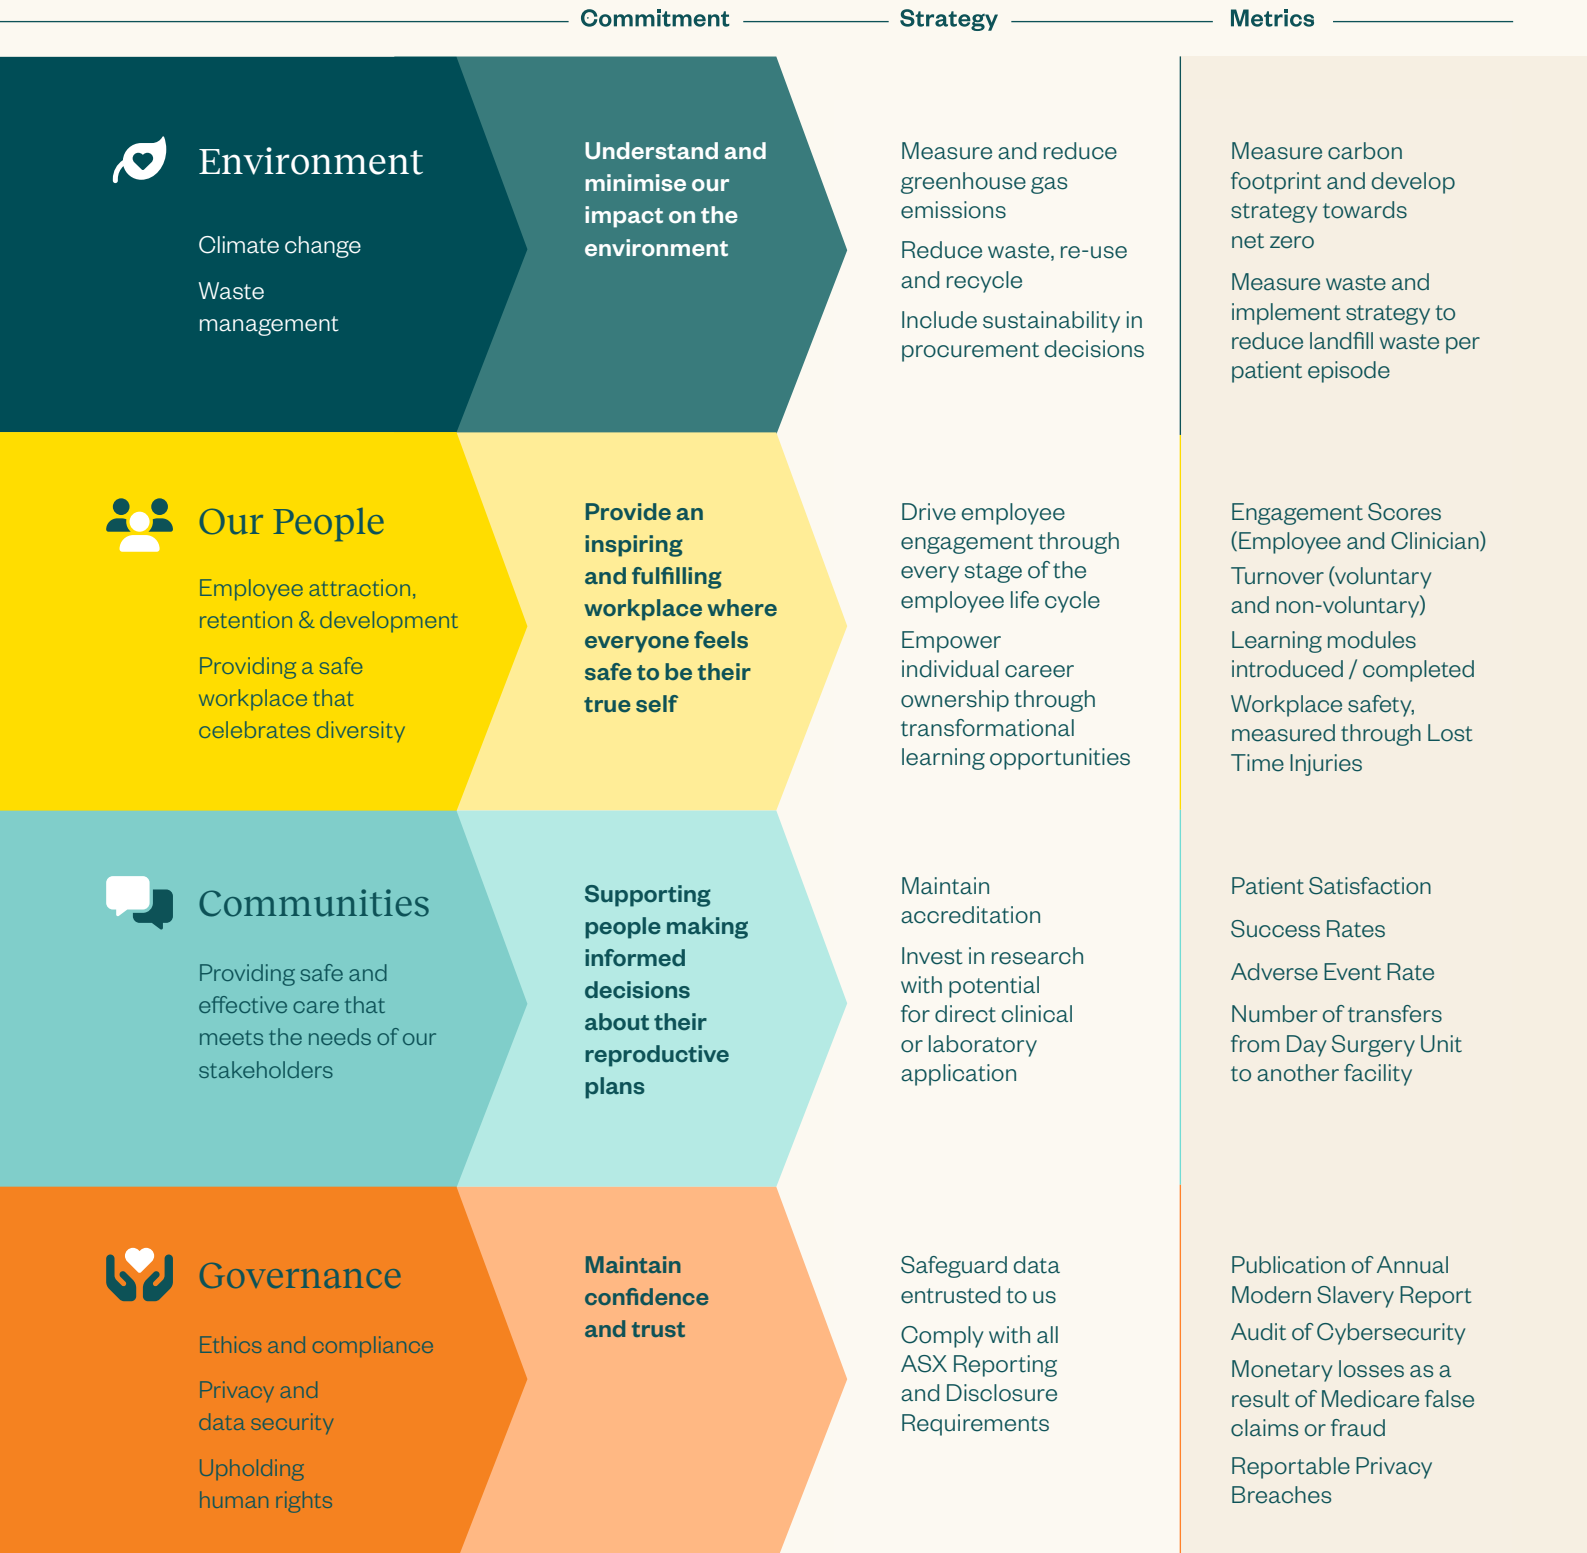 Commitment
Strategy
Metrics
Environment
Climate change
Waste
management
Understand and
minimise our
impact on the
environment
Measure and reduce
greenhouse gas
emissions
Reduce waste, re-use
and recycle
Include sustainability in
procurement decisions
Measure carbon
footprint and develop
strategy towards
net zero
Measure waste and
implement strategy to
reduce landfill waste per
patient episode
Our People
Employee attraction,
retention & development
Providing a safe
workplace that
celebrates diversity
Provide an
inspiring
and fulfilling
workplace where
everyone feels
safe to be their
true self
Drive employee
engagement through
every stage of the
employee life cycle
Empower
individual career
ownership through
transformational
learning opportunities
Engagement Scores
(Employee and Clinician)
Turnover (voluntary
and non-voluntary)
Learning modules
introduced / completed
Workplace safety,
measured through Lost
Time Injuries
Communities
Providing safe and
effective care that
meets the needs of our
stakeholders
Supporting
people making
informed
decisions
about their
reproductive
plans
Maintain
accreditation
Invest in research
with potential
for direct clinical
or laboratory
application
Patient Satisfaction
Success Rates
Adverse Event Rate
Number of transfers
from Day Surgery Unit
to another facility
Governance
Ethics and compliance
Privacy and
data security
Upholding
human rights
Maintain
confidence
and trust
Safeguard data
entrusted to us
Comply with all
ASX Reporting
and Disclosure
Requirements
Publication of Annual
Modern Slavery Report
Audit of Cybersecurity
Monetary losses as a
result of Medicare false
claims or fraud
Reportable Privacy
Breaches